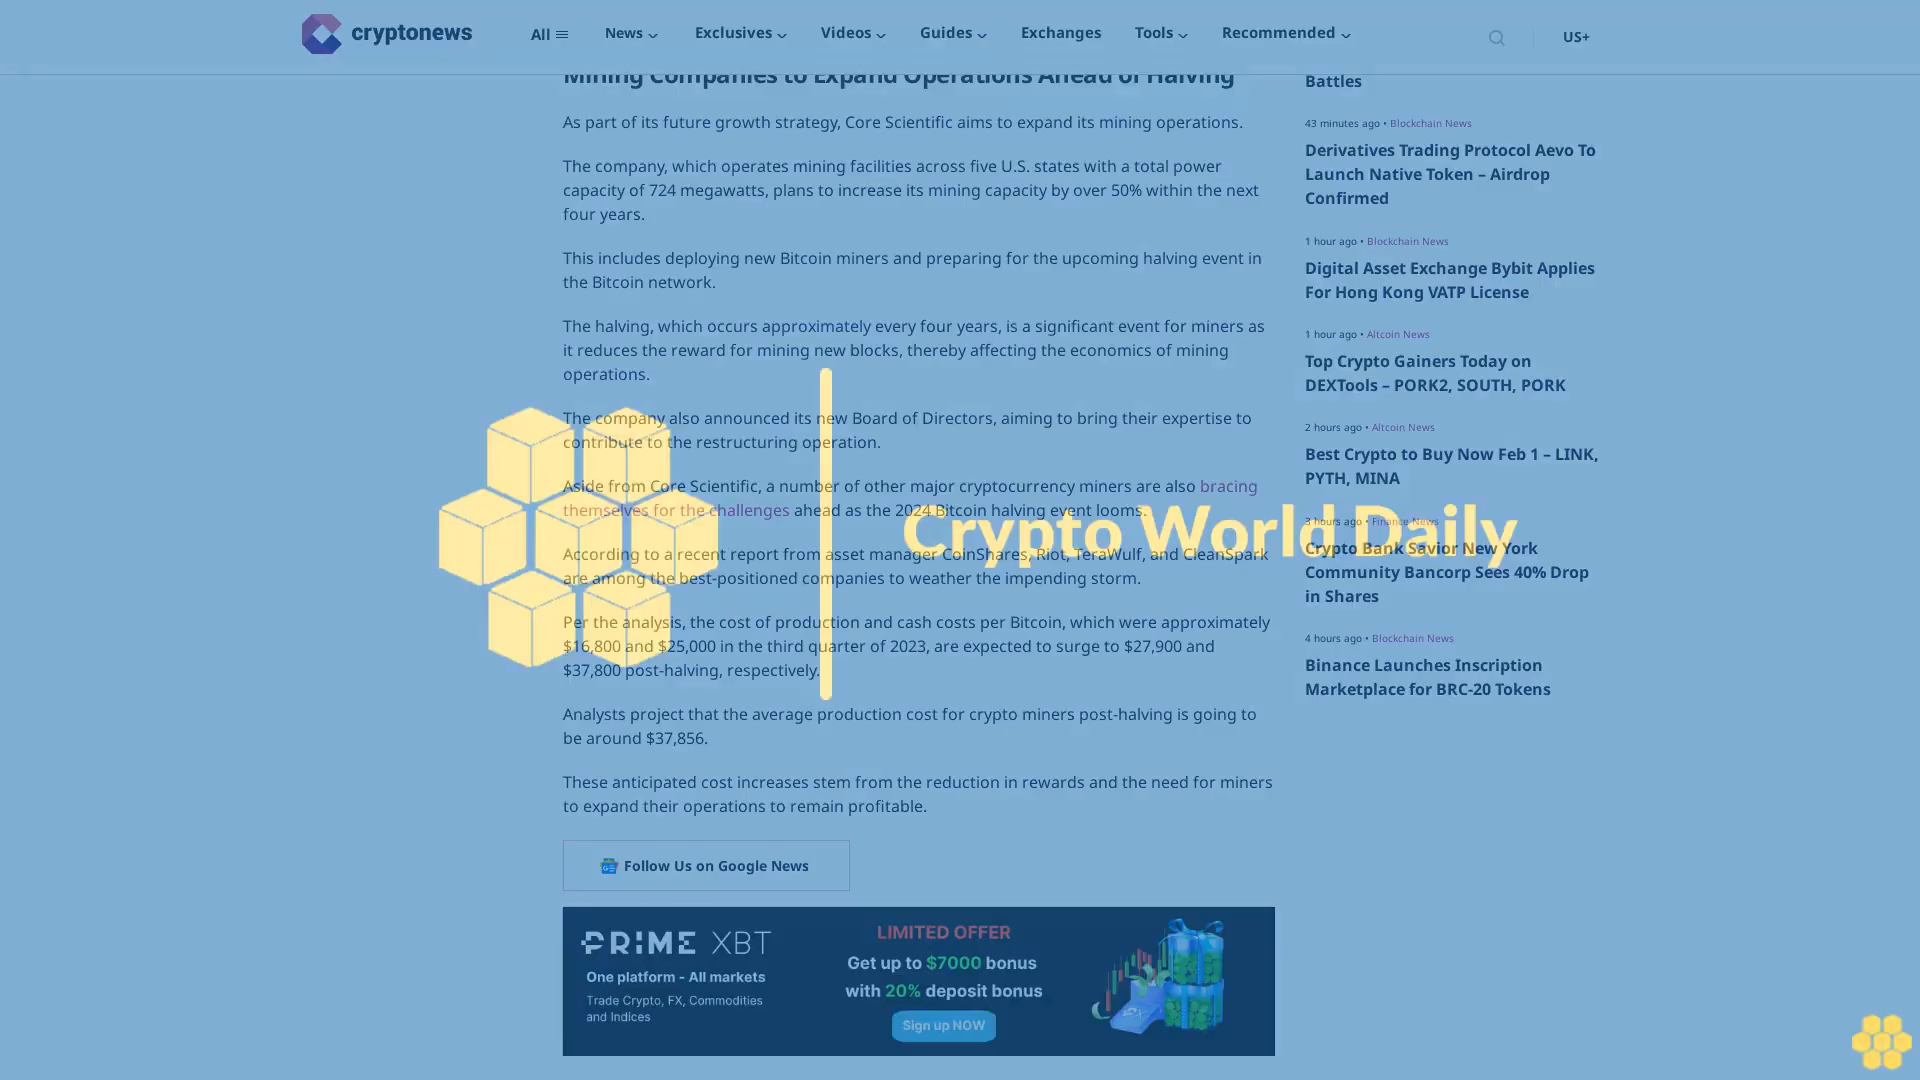 cryptonews
All
News
Exclusives
Videos
Guides
Exchanges
Tools
Recommended
US+
Mining Companies to Expand Operations Ahead of Halving
As part of its future growth strategy, Core Scientific aims to expand its mining operations.
The company, which operates mining facilities across five U.S. states with a total power
capacity of 724 megawatts, plans to increase its mining capacity by over 50% within the next
four years.
This includes deploying new Bitcoin miners and preparing for the upcoming halving event in
the Bitcoin network.
The halving, which occurs approximately every four years, is a significant event for miners as
it reduces the reward for mining new blocks, thereby affecting the economics of mining
operations.
The company also announced its new Board of Directors, aiming to bring their expertise to
contribute to the restructuring operation.
Aside from Core Scientific, a number of other major cryptocurrency miners are also bracing
themselves for the challenges ahead as the 2024 Bitcoin halving event looms.
According to a recent report from asset manager CoinShares, Riot, TeraWulf, and CleanSpark
are among the best-positioned companies to weather the impending storm.
Per the analysis, the cost of production and cash costs per Bitcoin, which were approximately
$16,800 and $25,000 in the third quarter of 2023, are expected to surge to $27,900 and
$37,800 post-halving, respectively.
Analysts project that the average production cost for crypto miners post-halving is going to
be around $37,856.
These anticipated cost increases stem from the reduction in rewards and the need for miners
to expand their operations to remain profitable.
Follow Us on Google News
PRIME XBT
One platform - All markets
Trade Crypto, FX, Commodities
and Indices
LIMITED OFFER
Get up to $7000 bonus
with 20% deposit bonus
Sign up NOW
Battles
43 minutes ago • Blockchain News
Derivatives Trading Protocol Aevo To
Launch Native Token – Airdrop
Confirmed
1 hour ago • Blockchain News
Digital Asset Exchange Bybit Applies
For Hong Kong VATP License
1 hour ago • Altcoin News
Top Crypto Gainers Today on
DEXTools – PORK2, SOUTH, PORK
2 hours ago • Altcoin News
Best Crypto to Buy Now Feb 1 – LINK,
PYTH, MINA
3 hours ago • Finance News
Crypto Bank Savior New York
Community Bancorp Sees 40% Drop
in Shares
4 hours ago • Blockchain News
Binance Launches Inscription
Marketplace for BRC-20 Tokens
Crypto World Daily